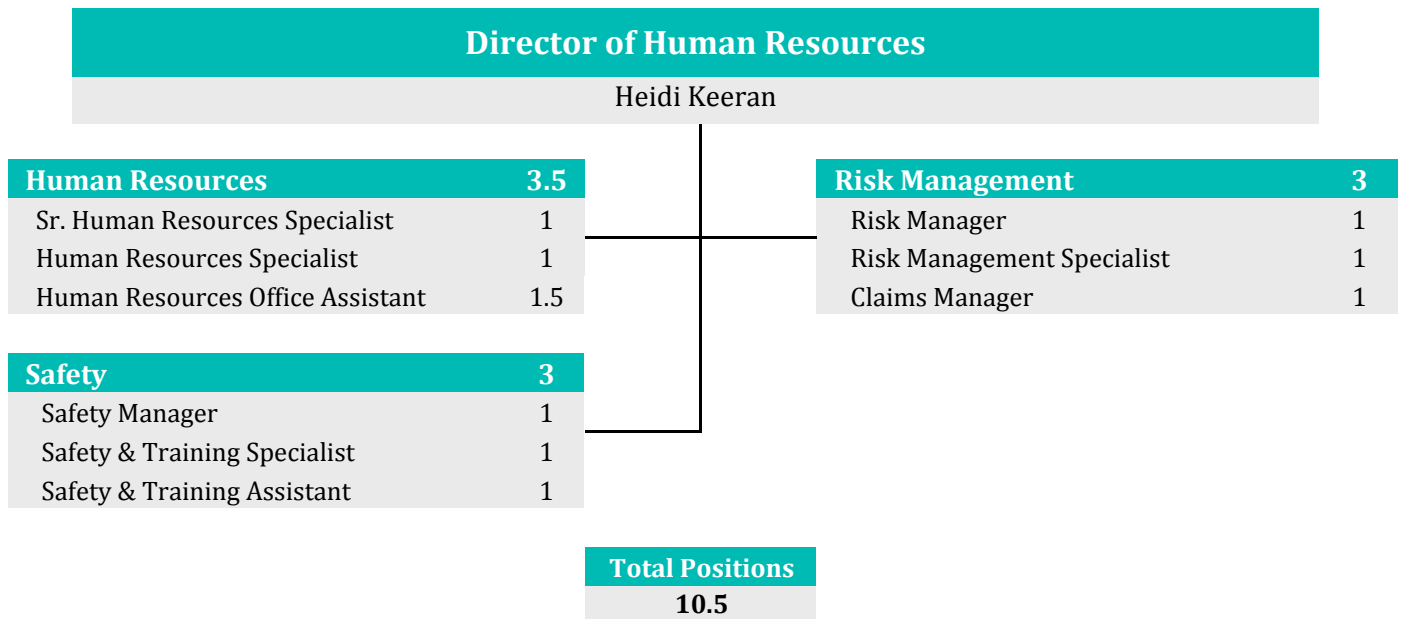 Director of Human Resources
Heidi Keeran
Human Resources 3.5
Sr. Human Resources Specialist 1
Human Resources Specialist 1
Human Resources Office Assistant 1.5
Risk Management 3
Risk Manager 1
Risk Management Specialist 1
Claims Manager 1
Safety 3
Safety Manager 1
Safety & Training Specialist 1
Safety & Training Assistant 1
Total Positions
10.5